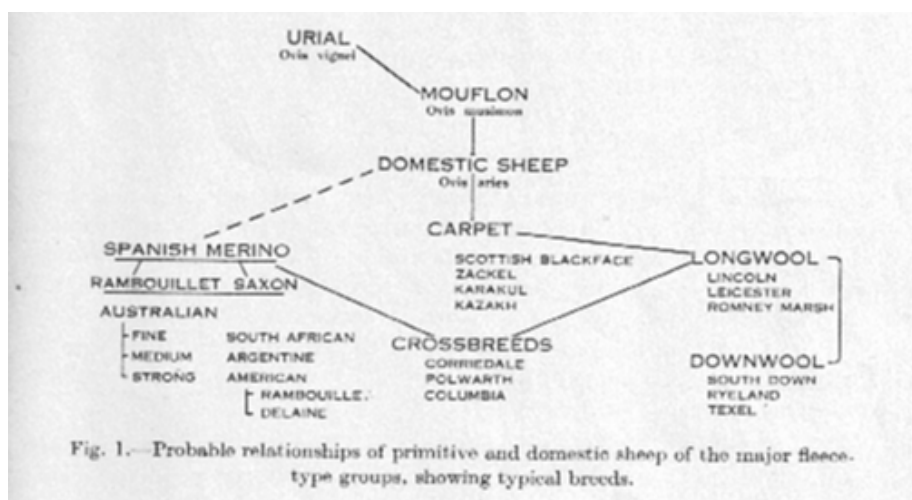 URIAL
Ovis vignei
MOUFLON
Ovis musimon
DOMESTIC SHEEP
Ovis aries
SPANISH MERINO
RAMBOUILLET SAXON
AUSTRALIAN
FINE
MEDIUM
STRONG
SOUTH AFRICAN
ARGENTINE
AMERICAN
RAMBOUILLE.
DELAINE
CARPET
SCOTTISH BLACKFACE
ZACKEL
KARAKUL
KAZAKH
CROSSBREEDS
CORRIEDALE
POLWARTH
COLUMBIA
LONGWOOL
LINCOLN
LEICESTER
ROMNEY MARSH
DOWNWOOL
SOUTH DOWN
RYELAND
TEXEL
Fig. 1.—Probable relationships of primitive and domestic sheep of the major fleece-
type groups, showing typical breeds.